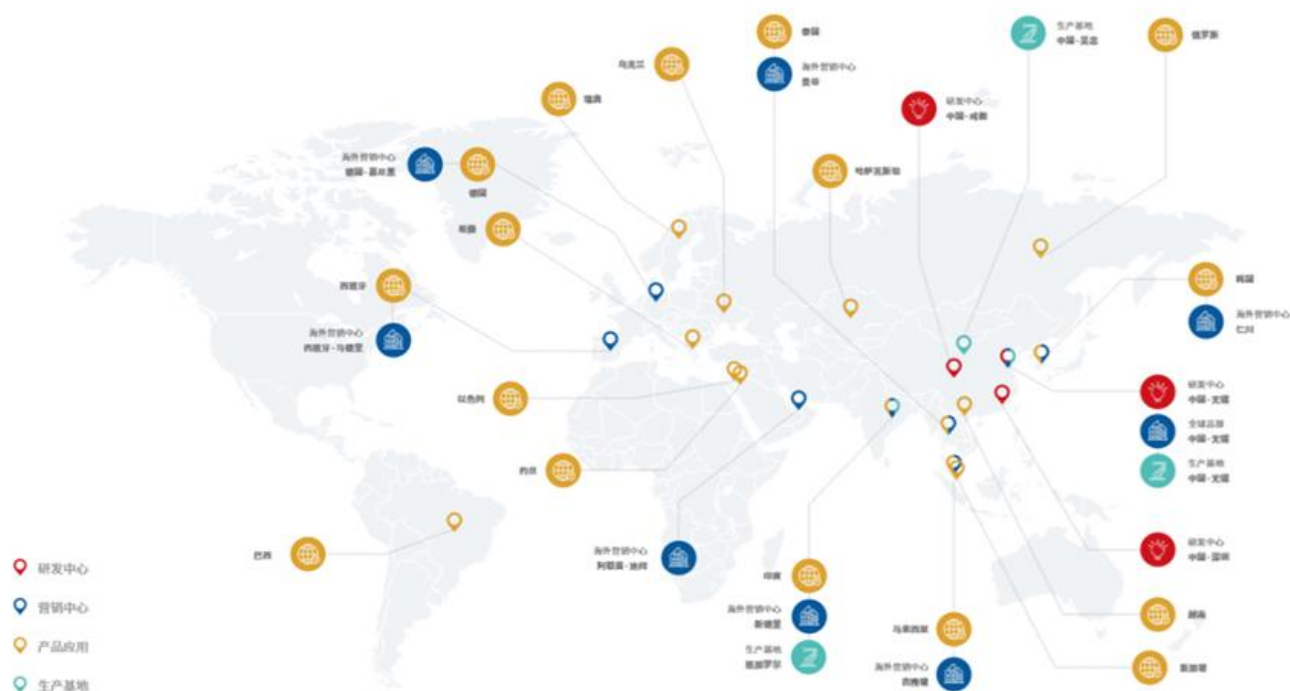 泰国
海外营销中心
曼谷
生产基地
中国-吴忠
俄罗斯
乌克兰
瑞典
研发中心
中国-成都
海外营销中心
德国-慕尼黑
德国
哈萨克斯坦
希腊
西班牙
海外营销中心
西班牙-马德里
韩国
海外营销中心
仁川
以色列
研发中心
中国-无锡
全球总部
中国-无锡
生产基地
中国-无锡
约旦
巴西
海外营销中心
阿联酋-迪拜
研发中心
中国-深圳
印度
海外营销中心
新德里
生产基地
班加罗尔
马来西亚
海外营销中心
吉隆坡
越南
新加坡
研发中心
营销中心
产品应用
生产基地